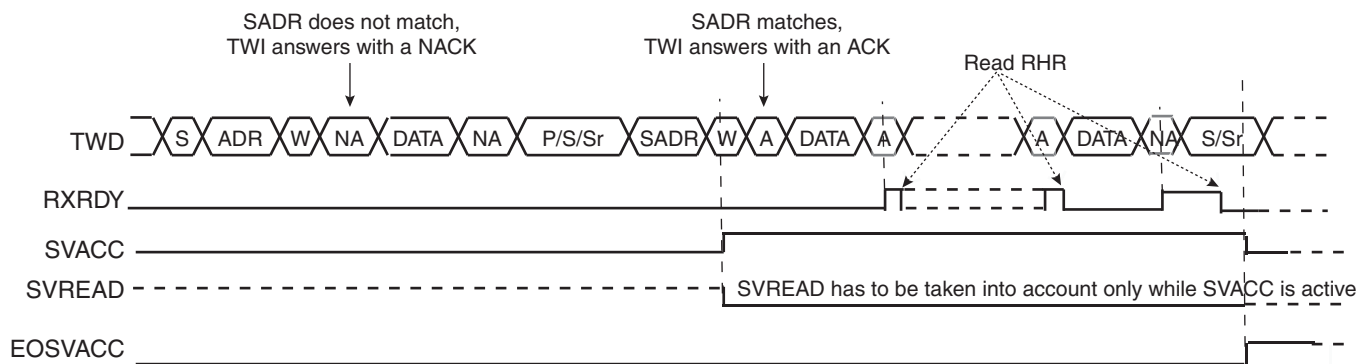 SADR does not match,
TWI answers with a NACK
SADR matches,
TWI answers with an ACK
Read RHR
TWD S ADR W NA DATA NA P/S/Sr SADR W A DATA A A DATA NA S/Sr
RXRDY
SVACC
SVREAD SVREAD has to be taken into account only while SVACC is active
EOSVACC